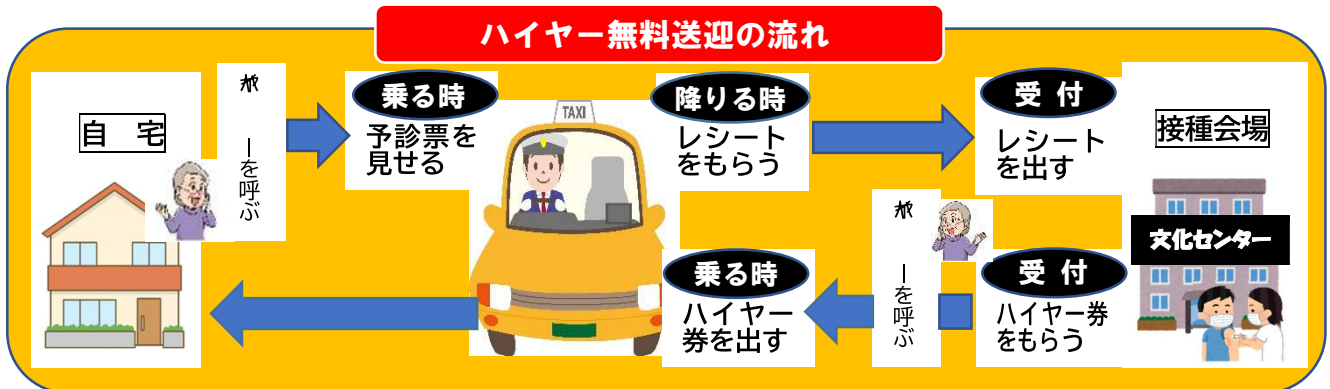 ハイヤー無料送迎の流れ
自 宅
ーを呼ぶ
乗る時
予診票を
見せる
TAXI
降りる時
レシート
をもらう
受 付
レシート
を出す
接種会場
文化センター
受 付
ハイヤー券
をもらう
ーを呼ぶ
乗る時
ハイヤー
券を出す